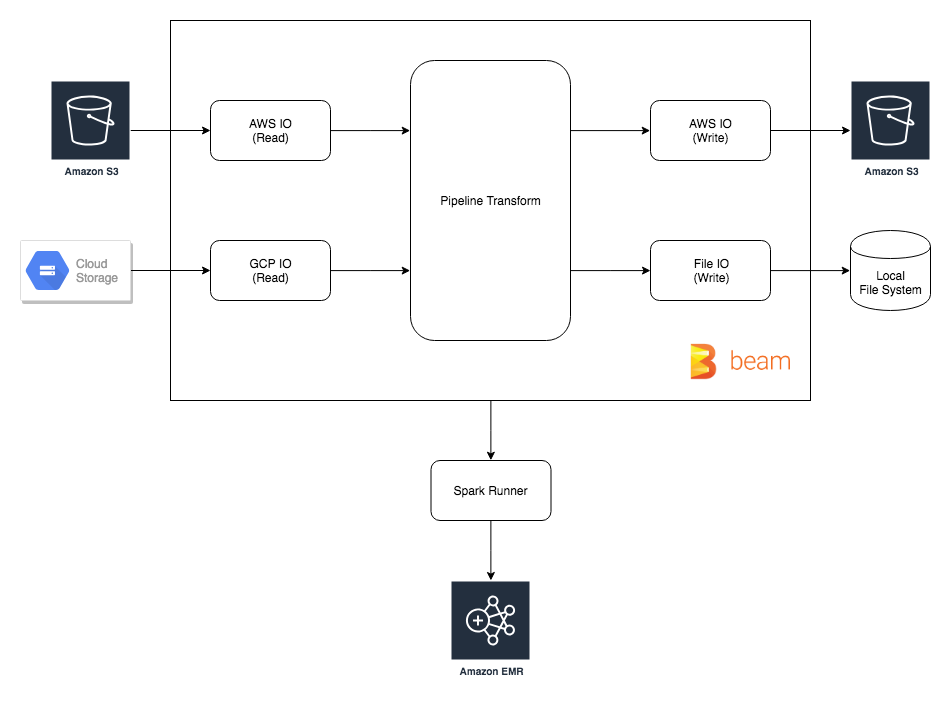 AWS IO
(Read)
AWS IO
(Write)
Amazon S3
Amazon S3
Pipeline Transform
Cloud
Storage
GCP IO
(Read)
File IO
(Write)
Local
File System
beam
Spark Runner
Amazon EMR